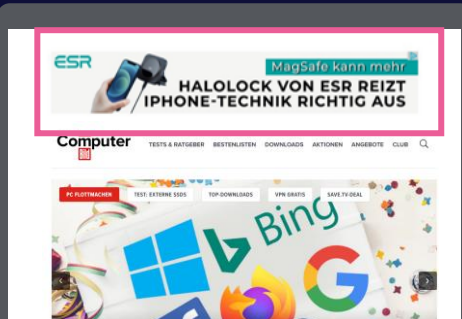 ESR
MagSafe kann mehr
HALOLOCK VON ESR REIZT
IPHONE-TECHNIK RICHTIG AUS
Computer
Bild
TESTS & RATGEBER BESTENLISTEN DOWNLOADS AKTIONEN ANGEBOTE CLUB
PC FLOTTMACHEN TEST: EXTERNE SSDS TOP-DOWNLOADS VPN GRATIS SAVE.TV-DEAL
Bing